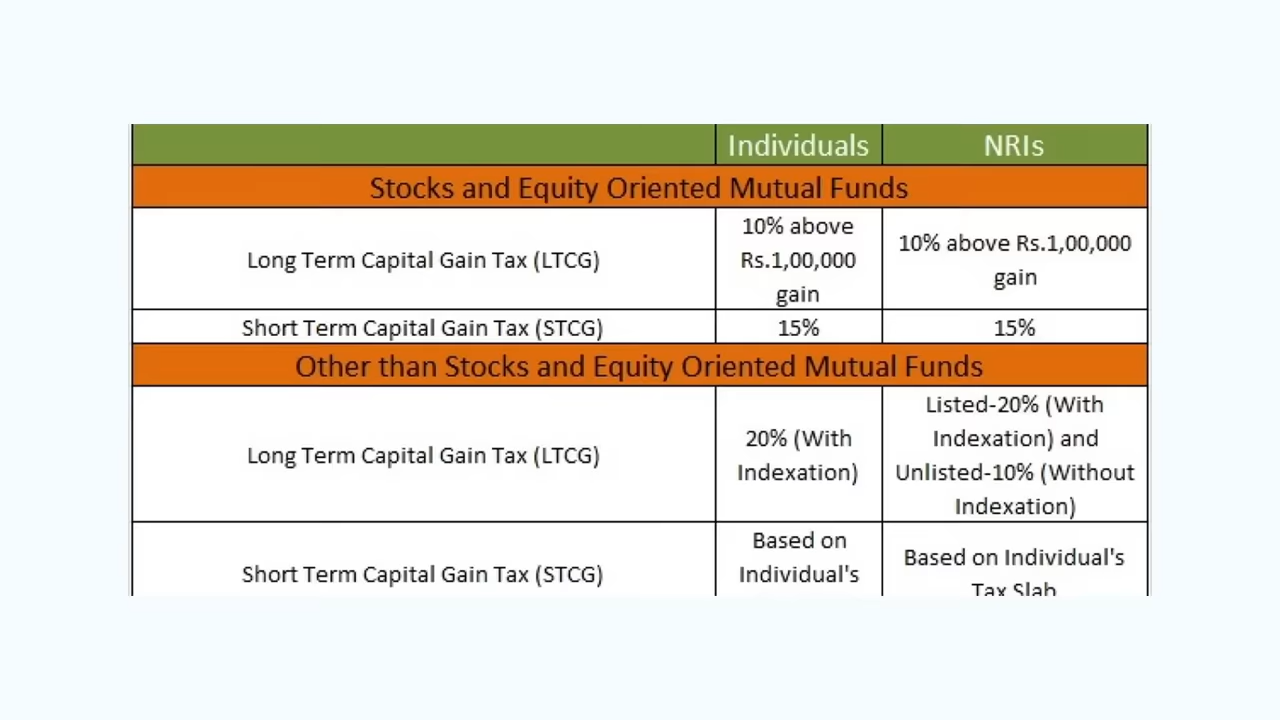 Individuals NRIs
Stocks and Equity Oriented Mutual Funds
Long Term Capital Gain Tax (LTCG)
10% above
Rs.1,00,000
gain
10% above Rs.1,00,000
gain
Short Term Capital Gain Tax (STCG) 15% 15%
Other than Stocks and Equity Oriented Mutual Funds
Long Term Capital Gain Tax (LTCG)
20% (With
Indexation)
Listed-20% (With
Indexation) and
Unlisted-10% (Without
Indexation)
Short Term Capital Gain Tax (STCG)
Based on
Individual's
Based on Individual's
Tax Slab